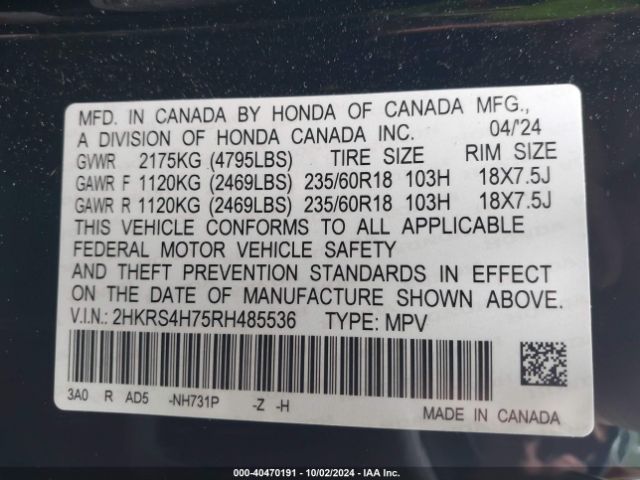 MFD. IN CANADA BY HONDA OF CANADA MFG.,
A DIVISION OF HONDA CANADA INC. 04/'24
GVWR 2175KG (4795LBS) TIRE SIZE RIM SIZE
GAWR F 1120KG (2469LBS) 235/60R18 103H 18X7.5J
GAWR R 1120KG (2469LBS) 235/60R18 103H 18X7.5J
THIS VEHICLE CONFORMS TO ALL APPLICABLE
FEDERAL MOTOR VEHICLE SAFETY
AND THEFT PREVENTION STANDARDS IN EFFECT
ON THE DATE OF MANUFACTURE SHOWN ABOVE.
V.I.N.: 2HKRS4H75RH485536 TYPE: MPV
3A0 R AD5 -NH731P -Z -H
MADE IN CANADA
000-40470191 - 10/02/2024 - IAA Inc.